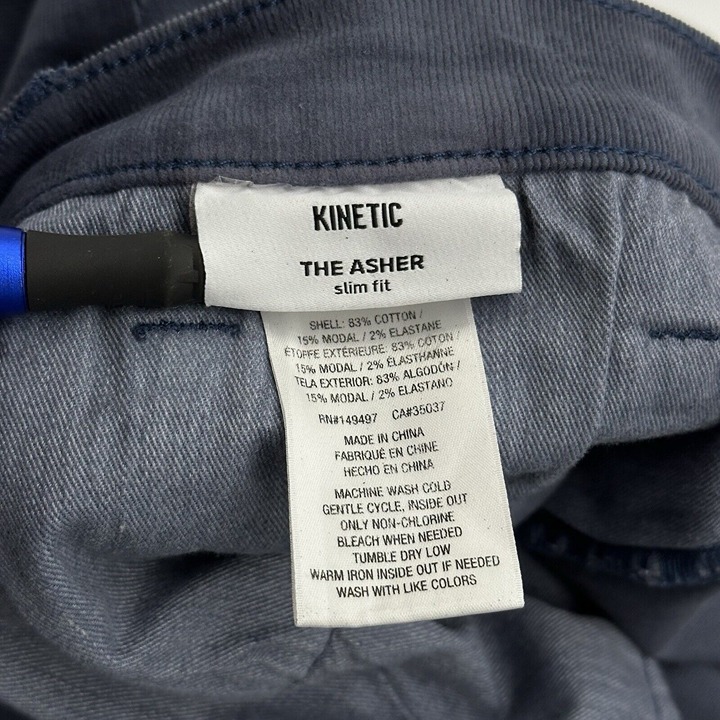 KINETIC
THE ASHER
slim fit
SHELL: 83% COTTON /
15% MODAL / 2% ELASTANE
ÉTOFFE EXTÉRIEURE: 83% COTON /
15% MODAL / 2% ÉLASTHANNE
TELA EXTERIOR: 83% ALGODÓN /
15% MODAL / 2% ELASTANO
RN#149497 CA#35037
MADE IN CHINA
FABRIQUÉ EN CHINE
HECHO EN CHINA
MACHINE WASH COLD
GENTLE CYCLE, INSIDE OUT
ONLY NON-CHLORINE
BLEACH WHEN NEEDED
TUMBLE DRY LOW
WARM IRON INSIDE OUT IF NEEDED
WASH WITH LIKE COLORS